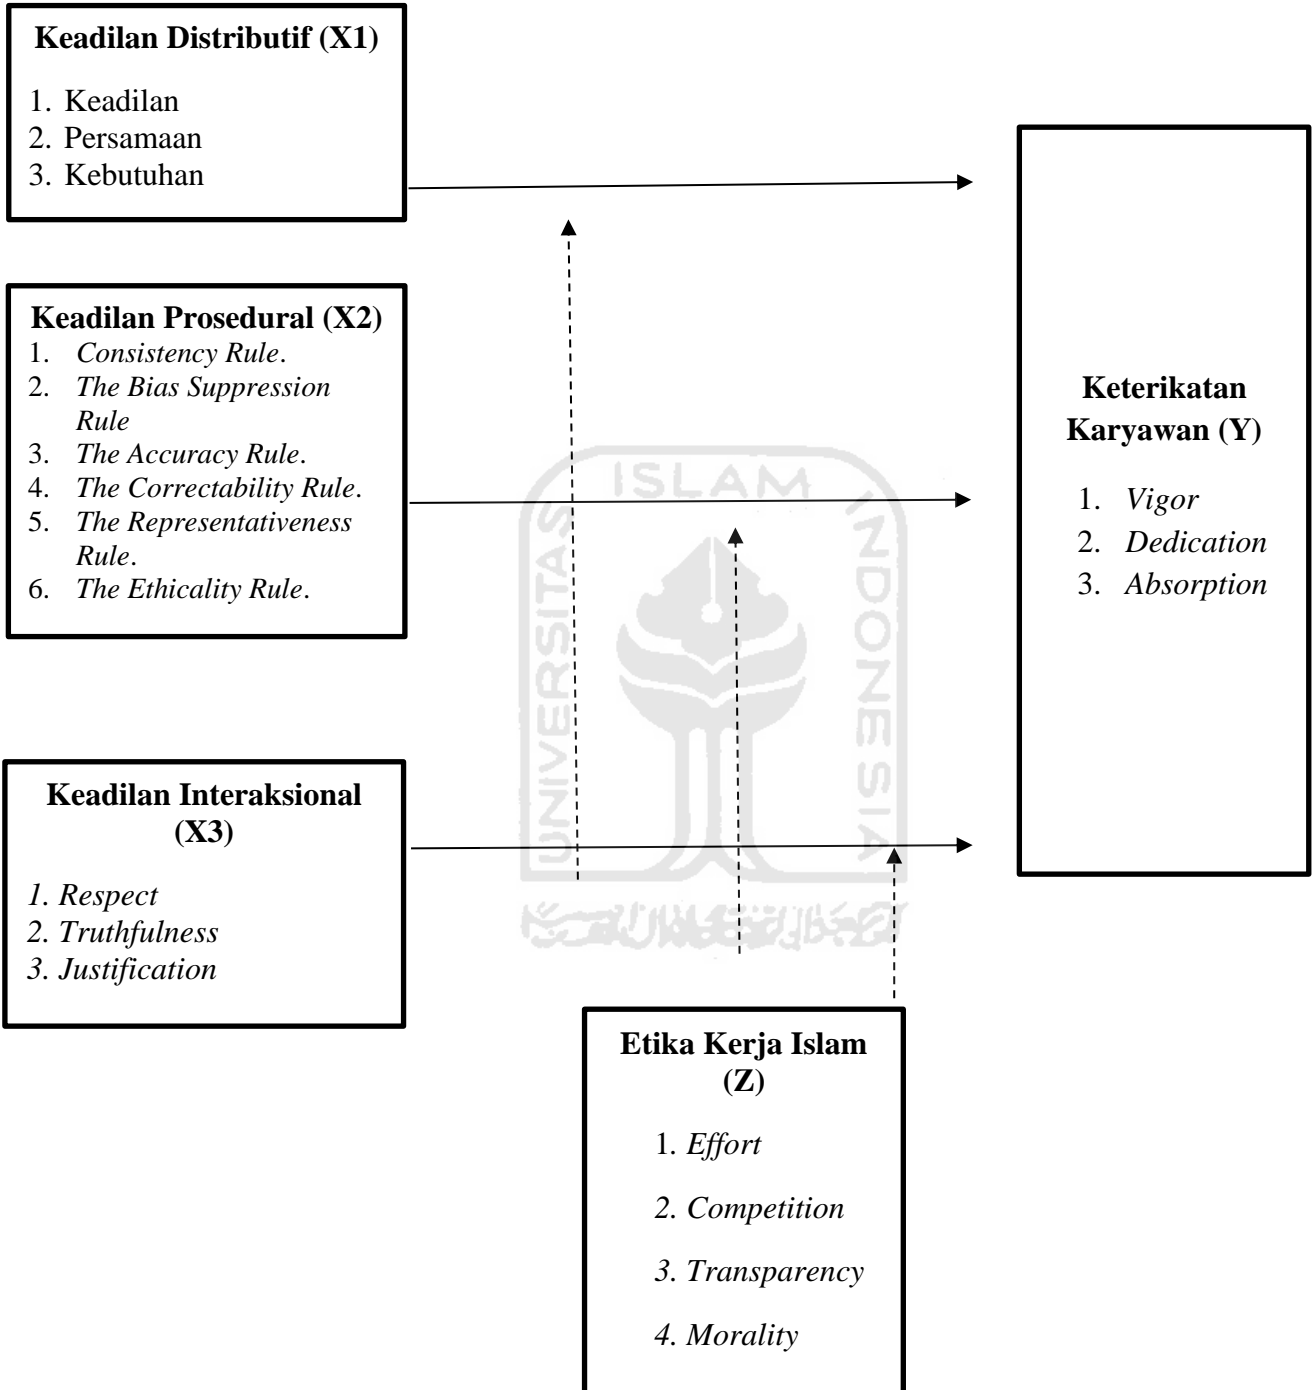 Keadilan Distributif (X1)
1. Keadilan
2. Persamaan
3. Kebutuhan
Keadilan Prosedural (X2)
1. Consistency Rule.
2. The Bias Suppression
Rule
3. The Accuracy Rule.
4. The Correctability Rule.
5. The Representativeness
Rule.
6. The Ethicality Rule.
Keadilan Interaksional
(X3)
1. Respect
2. Truthfulness
3. Justification
Keterikatan
Karyawan (Y)
1. Vigor
2. Dedication
3. Absorption
Etika Kerja Islam
(Z)
1. Effort
2. Competition
3. Transparency
4. Morality
UNIVERSITAS
ISLAM
INDONESIA